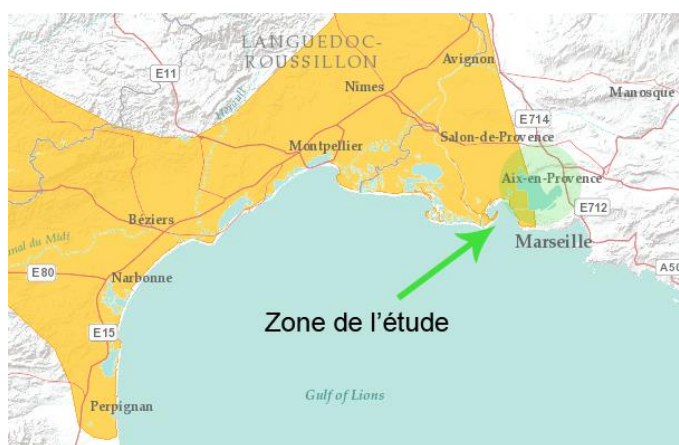 LANGUEDOC-
ROUSSILLON
Avignon
E11
Nîmes
Manosque
Hérault
E714
Salon-de-Provence
Montpellier
Aix-en-Provence
E712
Béziers
Canal du Midi
Marseille
E80
A50
Narbonne
Zone de l'étude
E15
Gulf of Lions
Perpignan